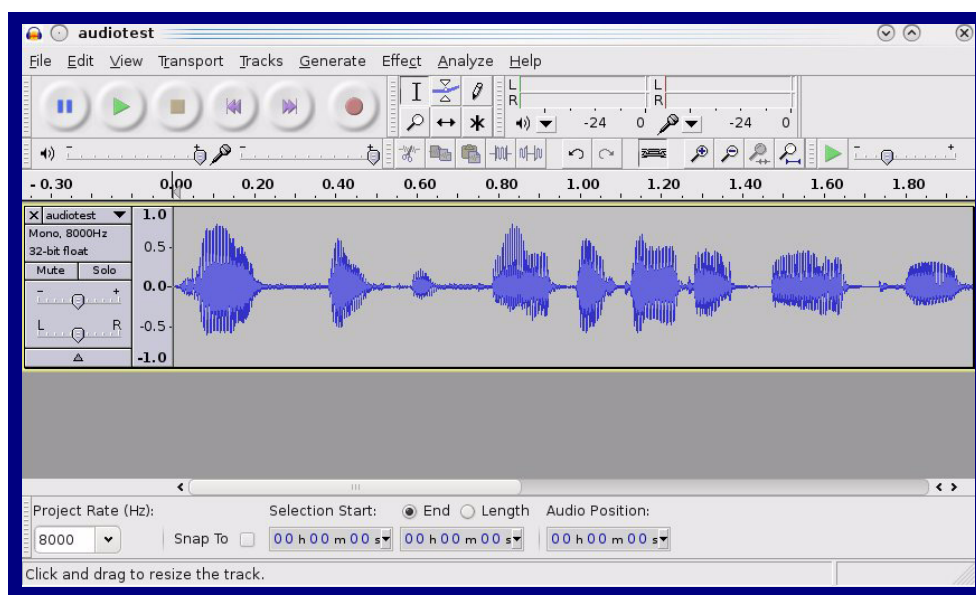 audiotest
File Edit View Transport Tracks Generate Effect Analyze Help
L
R
L
R
-24 0 -24 0
- 0.30 0.00 0.20 0.40 0.60 0.80 1.00 1.20 1.40 1.60 1.80
X audiotest
Mono, 8000Hz
32-bit float
Mute Solo
- +
L R
1.0
0.5
0.0
-0.5
-1.0
Project Rate (Hz): Selection Start: End Length Audio Position:
8000 Snap To 00 h 00 m 00 s 00 h 00 m 00 s 00 h 00 m 00 s
Click and drag to resize the track.